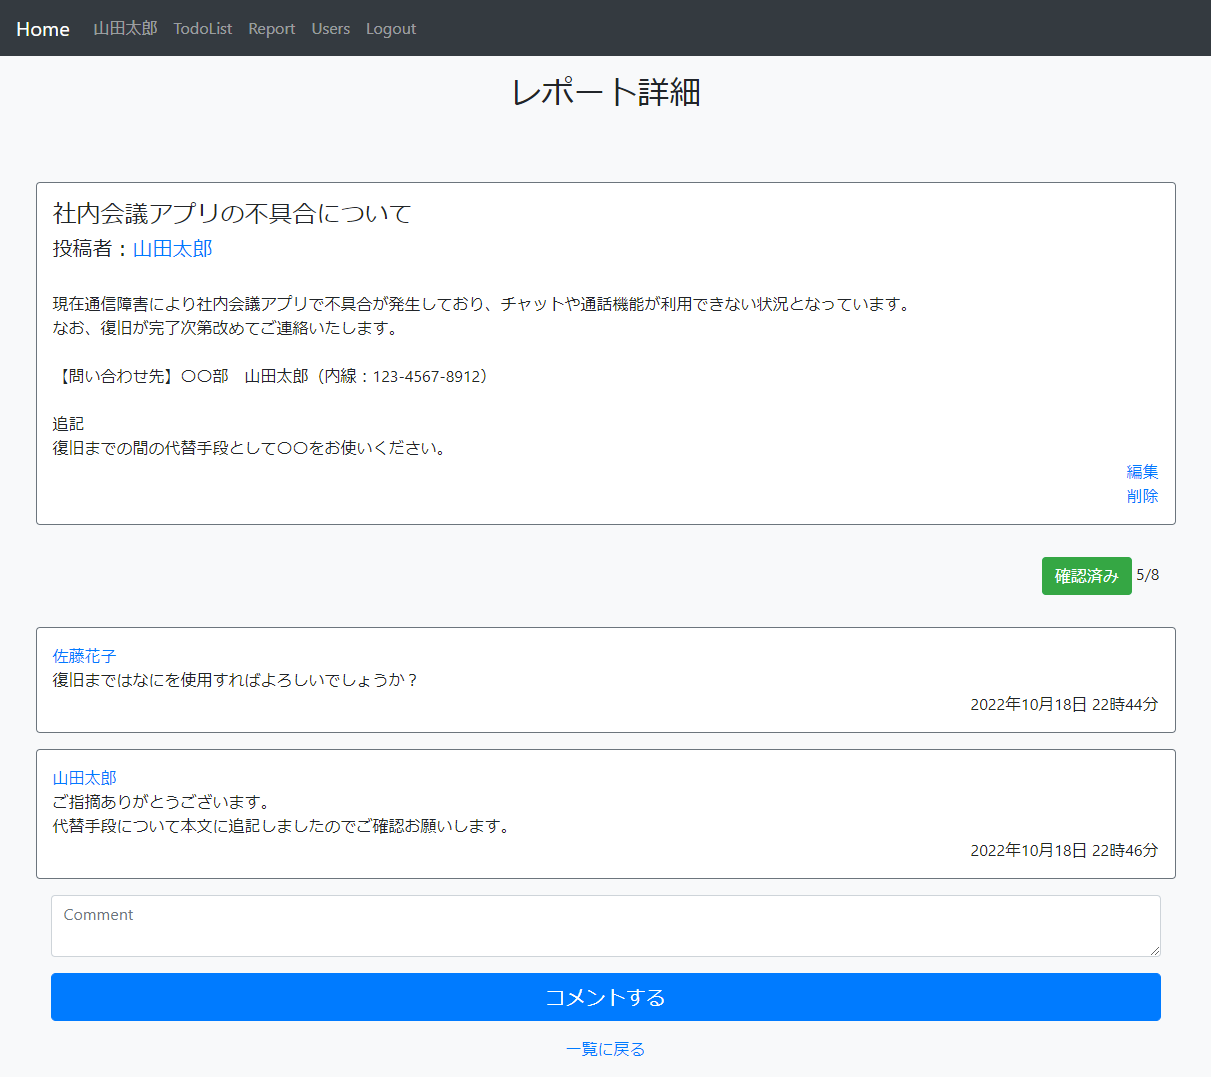 Home 山田太郎 TodoList Report Users Logout
レポート詳細
社内会議アプリの不具合について
投稿者：山田太郎
現在通信障害により社内会議アプリで不具合が発生しており、チャットや通話機能が利用できない状況となっています。
なお、復旧が完了次第改めてご連絡いたします。
【問い合わせ先】〇〇部　山田太郎（内線：123-4567-8912）
追記
復旧までの間の代替手段として〇〇をお使いください。
編集
削除
確認済み 5/8
佐藤花子
復旧まではなにを使用すればよろしいでしょうか？
2022年10月18日 22時44分
山田太郎
ご指摘ありがとうございます。
代替手段について本文に追記しましたのでご確認お願いします。
2022年10月18日 22時46分
Comment
コメントする
一覧に戻る